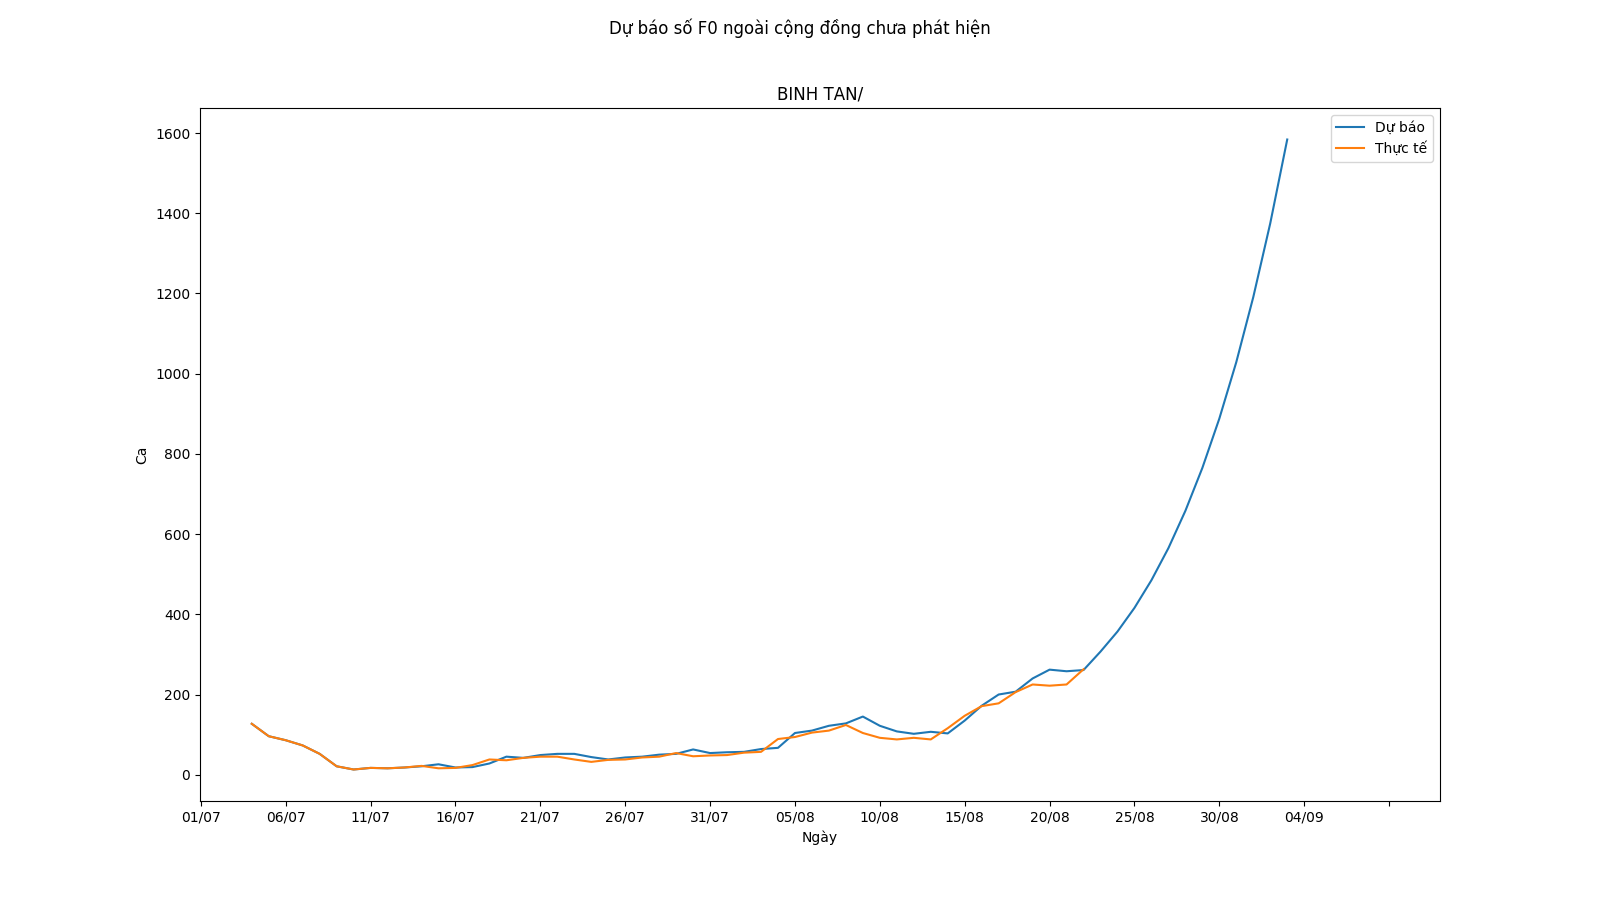 Dự báo số F0 ngoài cộng đồng chưa phát hiện
BINH TAN/
Dự báo
Thực tế
1600
1400
1200
1000
800
600
400
200
0
Ca
01/07 06/07 11/07 16/07 21/07 26/07 31/07 05/08 10/08 15/08 20/08 25/08 30/08 04/09
Ngày